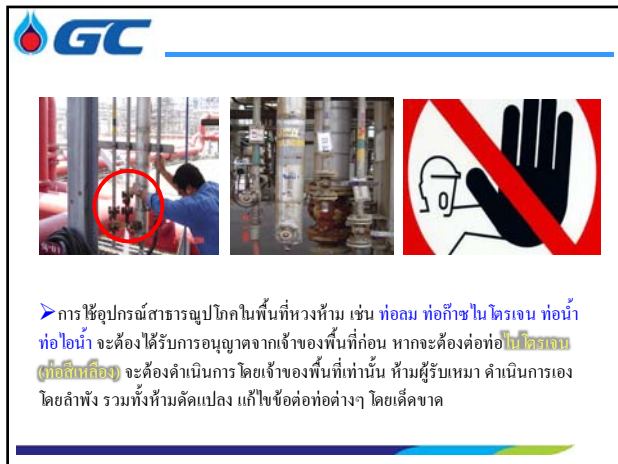 GC
➤การใช้อุปกรณ์สาธารณูปโภคในพื้นที่หวงห้าม เช่น ท่อลม ท่อก๊าซไนโตรเจน ท่อน้ำ
ท่อไอน้ำ จะต้องได้รับการอนุญาตจากเจ้าของพื้นที่ก่อน หากจะต้องต่อท่อไนโตรเจน
(ท่อสีเหลือง) จะต้องดำเนินการโดยเจ้าของพื้นที่เท่านั้น ห้ามผู้รับเหมา ดำเนินการเอง
โดยลำพัง รวมทั้งห้ามดัดแปลง แก้ไขข้อต่อท่อต่างๆ โดยเด็ดขาด